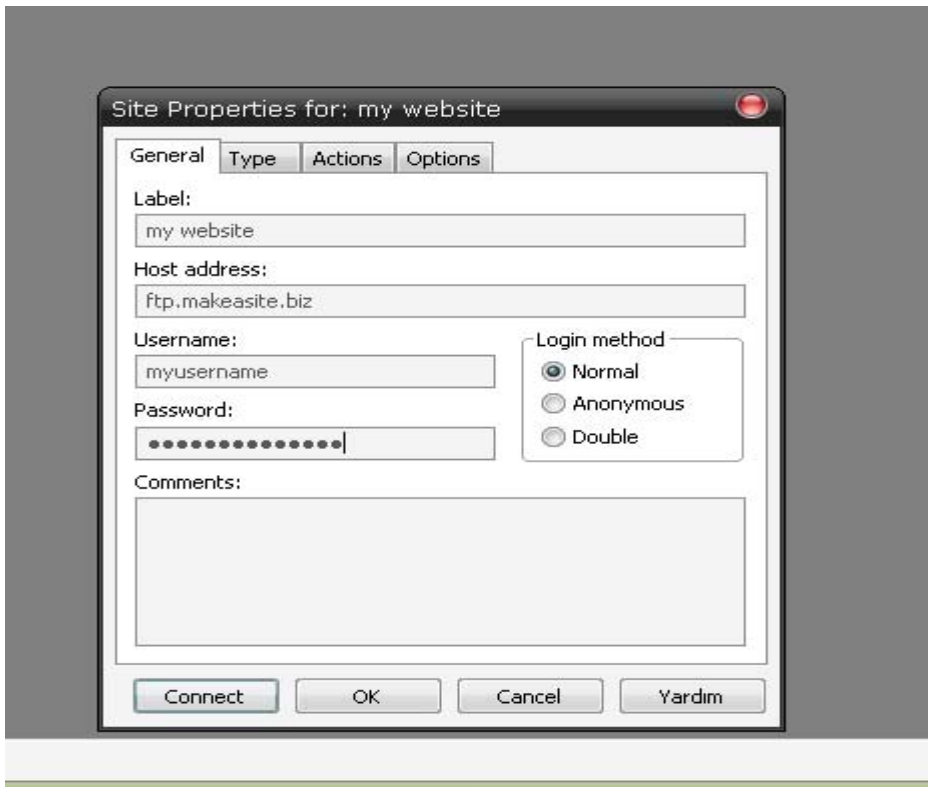 Site Properties for: my website
General Type Actions Options
Label:
my website
Host address:
ftp.makeasite.biz
Username:
myusername
Login method
Normal
Anonymous
Double
Password:
●●●●●●●●●●●●●●
Comments:
Connect OK Cancel Yardım